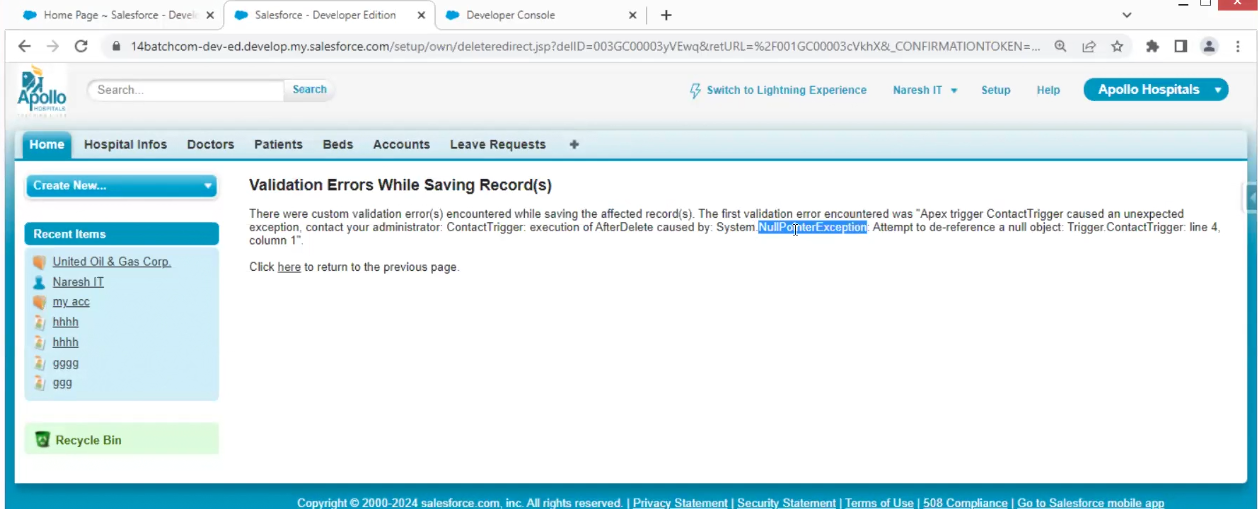 Home Page ~ Salesforce - Develo
Salesforce - Developer Edition
Developer Console
14batchcom-dev-ed.develop.my.salesforce.com/setup/own/deleteredirect.jsp?delID=003GC00003yVEwq&retURL=%2F001GC00003cVkhX&_CONFIRMATIONTOKEN=...
Apollo
HOSPITALS
Search...
Search
Switch to Lightning Experience
Naresh IT
Setup
Help
Apollo Hospitals
Home
Hospital Infos
Doctors
Patients
Beds
Accounts
Leave Requests
Create New...
Recent Items
United Oil & Gas Corp.
Naresh IT
my acc
hhhh
hhhh
gggg
ggg
Recycle Bin
Validation Errors While Saving Record(s)
There were custom validation error(s) encountered while saving the affected record(s). The first validation error encountered was "Apex trigger ContactTrigger caused an unexpected
exception, contact your administrator: ContactTrigger: execution of AfterDelete caused by: System.NullPointerException: Attempt to de-reference a null object: Trigger.ContactTrigger: line 4,
column 1".
Click here to return to the previous page.
Copyright © 2000-2024 salesforce.com, inc. All rights reserved. | Privacy Statement | Security Statement | Terms of Use | 508 Compliance | Go to Salesforce mobile app